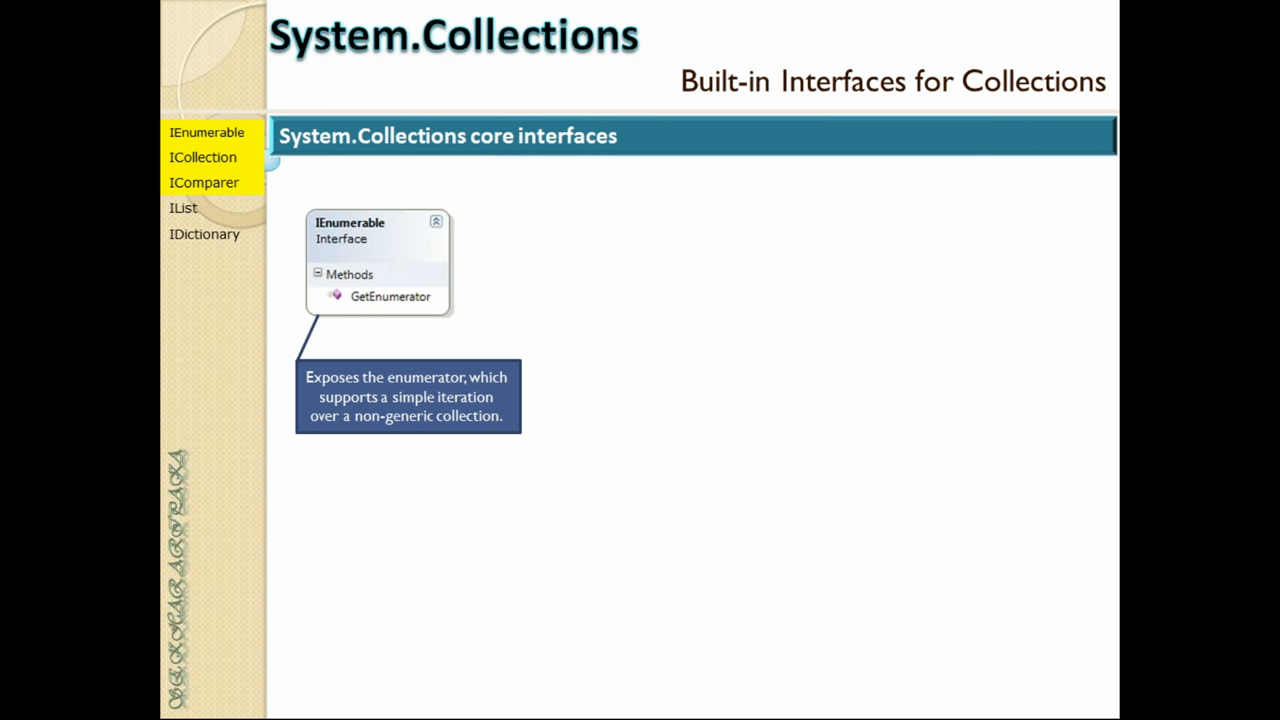 System.Collections
Built-in Interfaces for Collections
IEnumerable
ICollection
IComparer
IList
IDictionary
System.Collections core interfaces
IEnumerable
Interface
Methods
GetEnumerator
Exposes the enumerator, which
supports a simple iteration
over a non-generic collection.